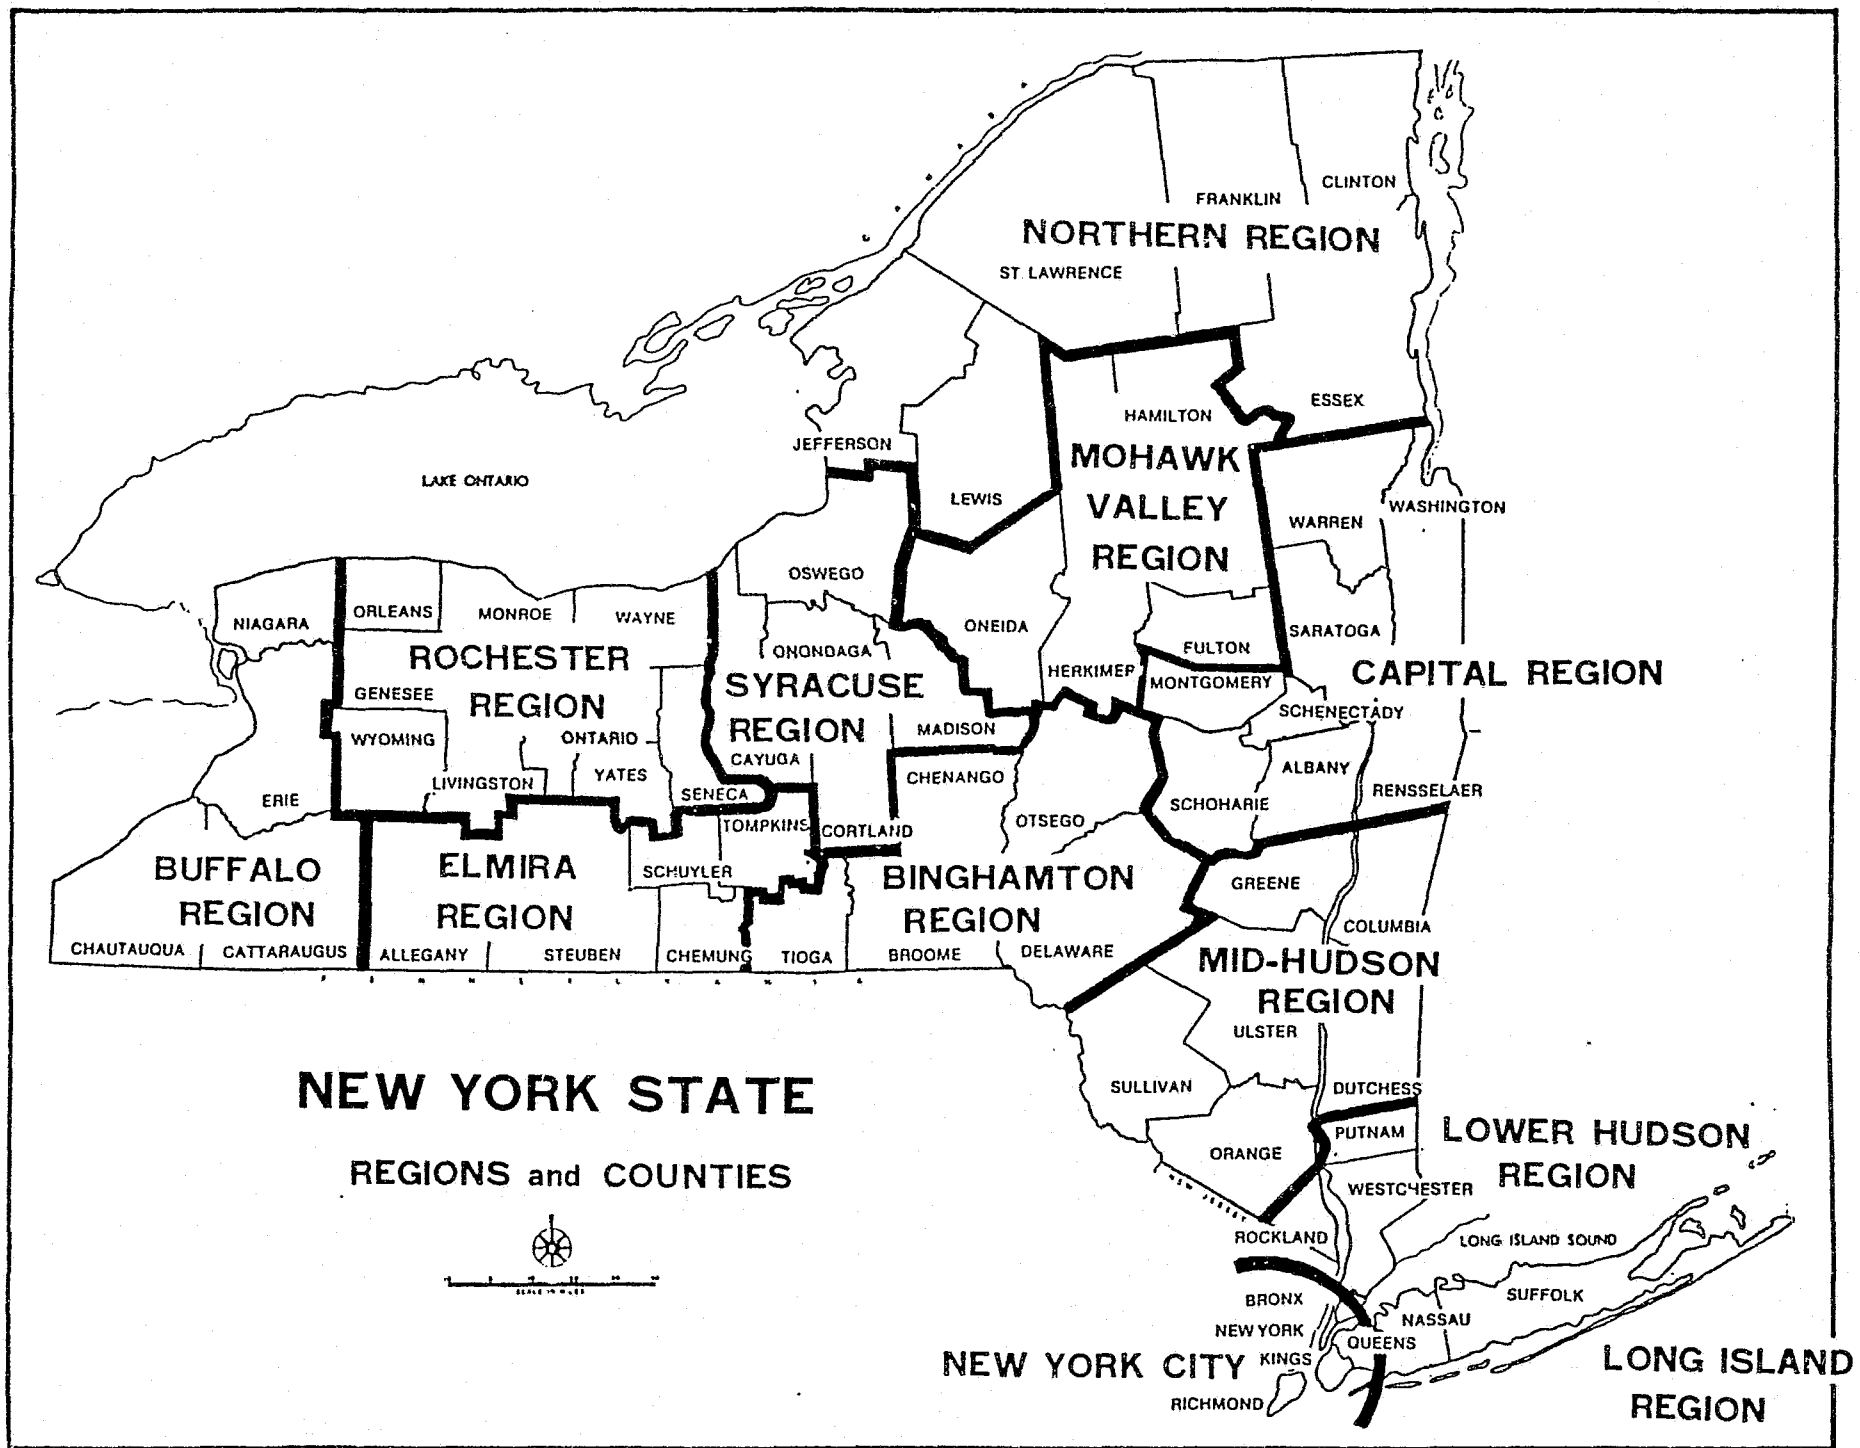 CLINTON
FRANKLIN
NORTHERN REGION
ST. LAWRENCE
ESSEX
HAMILTON
JEFFERSON
MOHAWK
VALLEY
REGION
LAKE ONTARIO
LEWIS
WASHINGTON
WARREN
OSWEGO
ORLEANS
MONROE
WAYNE
NIAGARA
ONEIDA
SARATOGA
FULTON
ONONDAGA
ROCHESTER
REGION
HERKIMER
CAPITAL REGION
MONTGOMERY
SYRACUSE
REGION
GENESEE
SCHENECTADY
MADISON
WYOMING
ONTARIO
CAYUGA
ALBANY
CHENANGO
YATES
LIVINGSTON
SENECA
RENSSELAER
ERIE
SCHOHARIE
OTSEGO
TOMPKINS
CORTLAND
BUFFALO
REGION
ELMIRA
REGION
SCHUYLER
BINGHAMTON
REGION
GREENE
COLUMBIA
CHAUTAUQUA
CATTARAUGUS
ALLEGANY
STEUBEN
CHEMUNG
TIOGA
BROOME
DELAWARE
MID-HUDSON
REGION
ULSTER
NEW YORK STATE
REGIONS and COUNTIES
SCALE IN MILES
SULLIVAN
DUTCHESS
PUTNAM
LOWER HUDSON
REGION
ORANGE
WESTCHESTER
NEW JERSEY
ROCKLAND
LONG ISLAND SOUND
SUFFOLK
BRONX
NASSAU
NEW YORK
QUEENS
NEW YORK CITY
KINGS
LONG ISLAND
REGION
RICHMOND